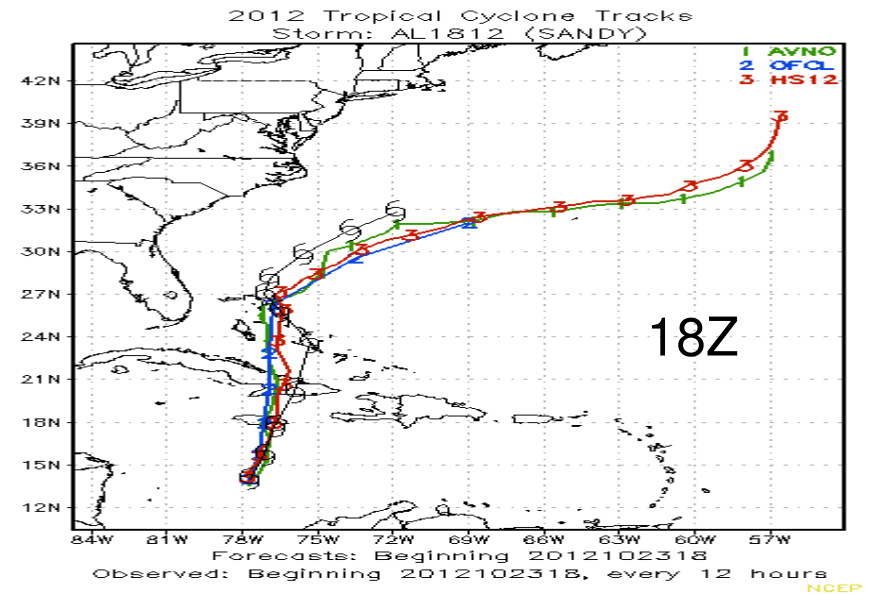 2012 Tropical Cyclone Tracks
Storm: AL1812 (SANDY)
1 AVNO
2 OFCL
3 HS12
42N
39N
36N
33N
30N
27N
24N
21N
18N
15N
12N
18Z
84W 81W 78W 75W 72W 69W 66W 63W 60W 57W
Forecasts: Beginning 2012102318
Observed: Beginning 2012102318, every 12 hours
NCEP